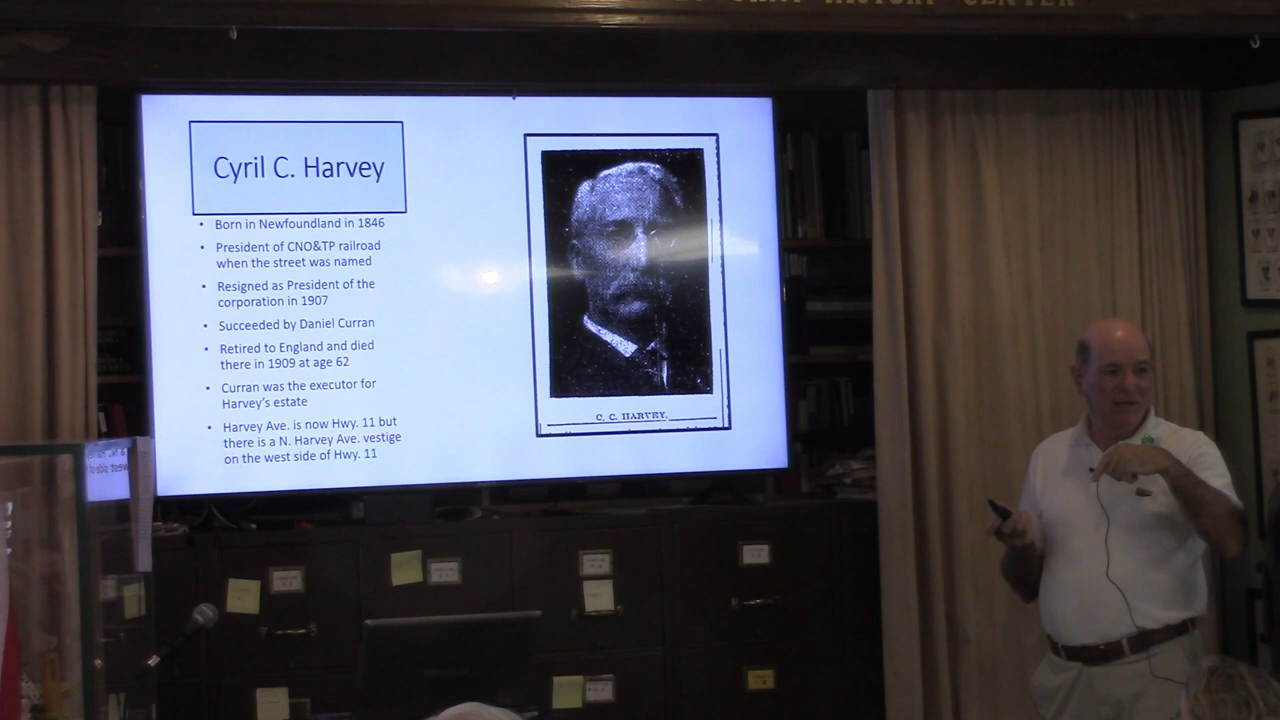 HISTORY CENTER
Cyril C. Harvey
• Born in Newfoundland in 1846
• President of CNO&TP railroad
when the street was named
• Resigned as President of the
corporation in 1907
• Succeeded by Daniel Curran
• Retired to England and died
there in 1909 at age 62
• Curran was the executor for
Harvey's estate
• Harvey Ave. is now Hwy. 11 but
there is a N. Harvey Ave. vestige
on the west side of Hwy. 11
C. C. HARVEY.